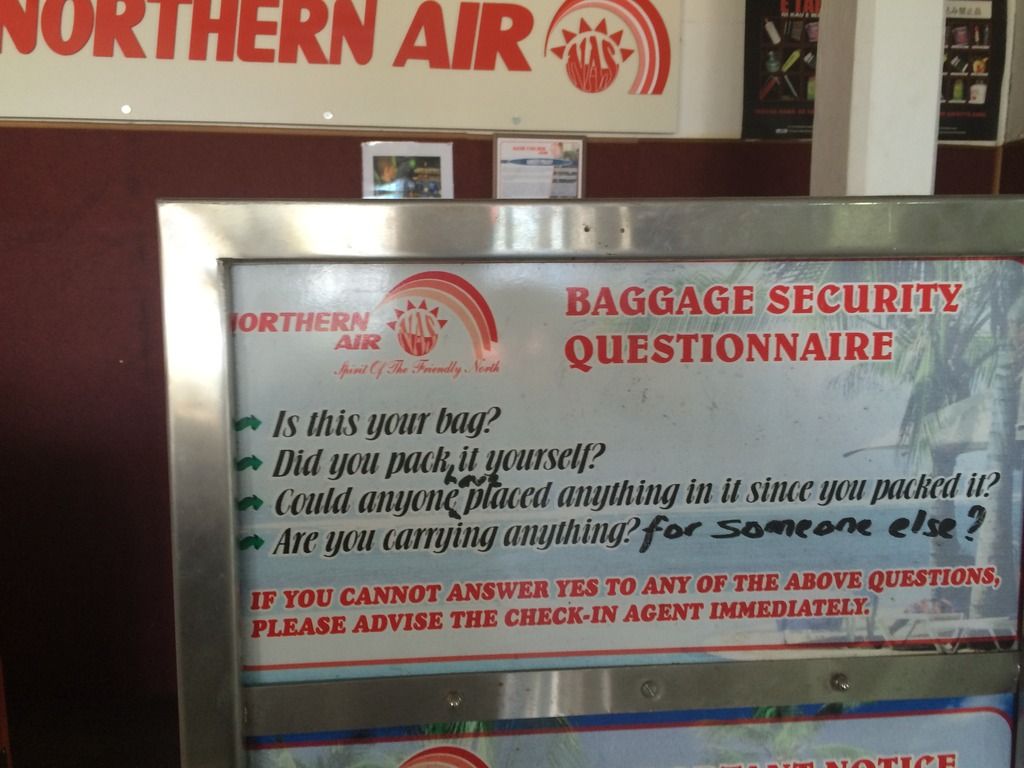 NORTHERN AIR
NAS
ORTHERN
AIR
NAS
Spirit Of The Friendly North
BAGGAGE SECURITY
QUESTIONNAIRE
Is this your bag?
Did you pack it yourself?
have
Could anyone placed anything in it since you packed it?
Are you carrying anything? for someone else?
IF YOU CANNOT ANSWER YES TO ANY OF THE ABOVE QUESTIONS,
PLEASE ADVISE THE CHECK-IN AGENT IMMEDIATELY.
NOTICE